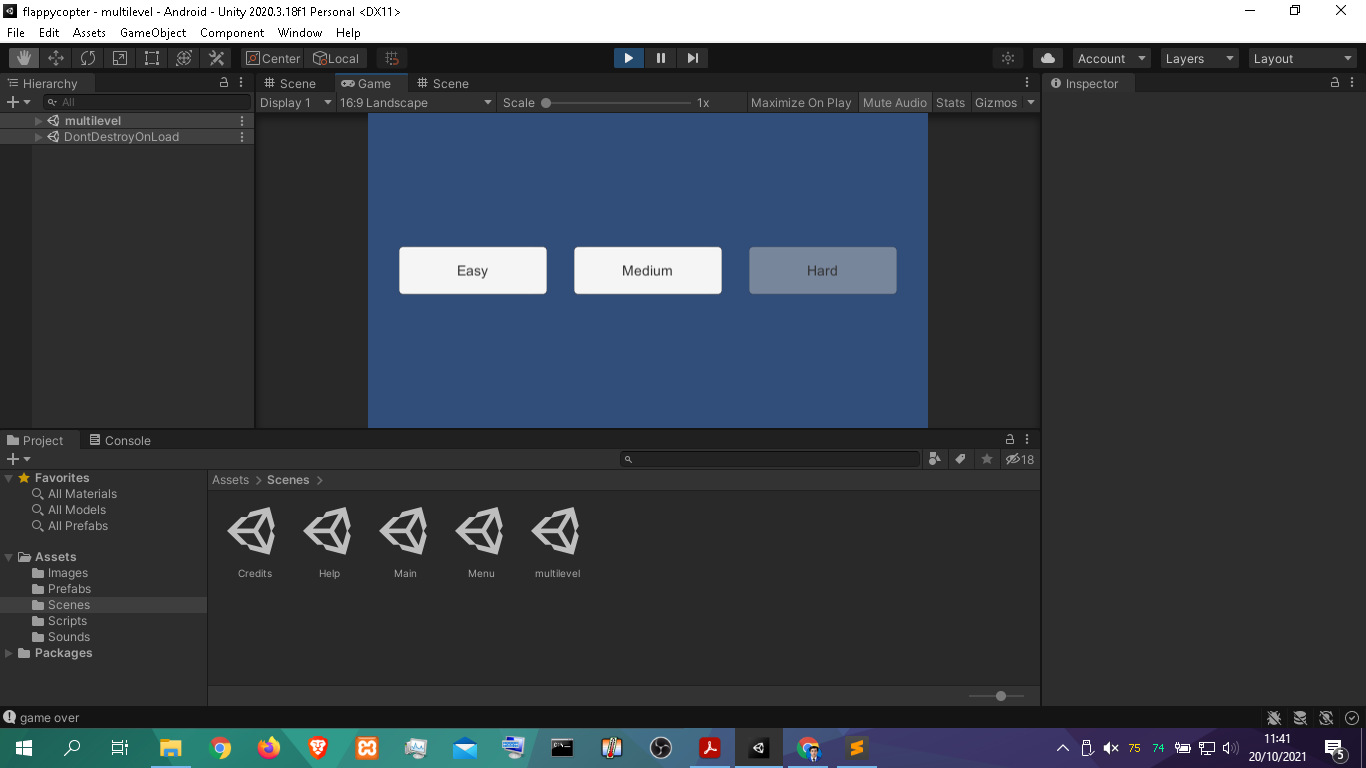 flappycopter - multilevel - Android - Unity 2020.3.18f1 Personal <DX11>
File Edit Assets GameObject Component Window Help
Center Local Account Layers Layout
Hierarchy Scene Game Scene Inspector
All Display 1 16:9 Landscape Scale 1x Maximize On Play Mute Audio Stats Gizmos
multilevel
DontDestroyOnLoad
Easy Medium Hard
Project Console
18
Favorites Assets Scenes
All Materials
All Models
All Prefabs
Assets
Images
Prefabs
Scenes
Scripts
Sounds
Packages
Credits Help Main Menu multilevel
game over
75 74 11:41
20/10/2021
5